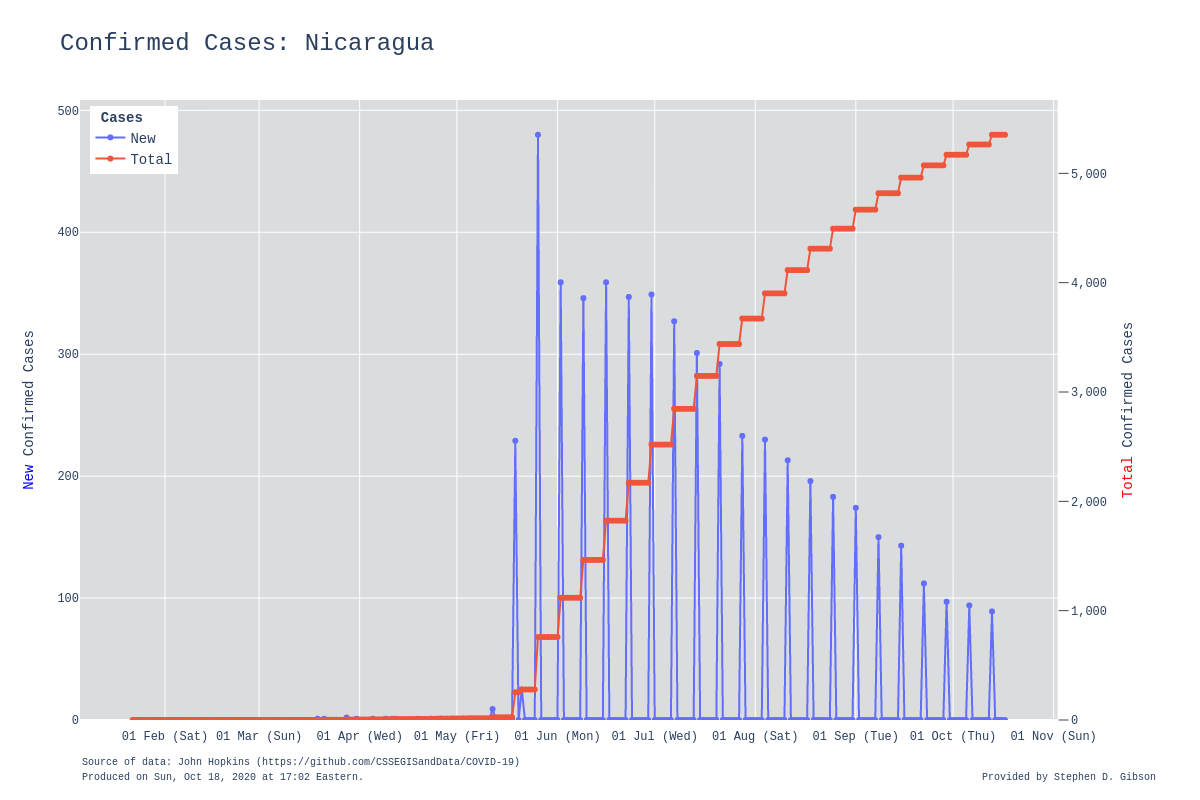 Confirmed Cases: Nicaragua
Cases
New
Total
500
400
300
200
100
0
New Confirmed Cases
5,000
4,000
3,000
2,000
1,000
0
Total Confirmed Cases
01 Feb (Sat) 01 Mar (Sun) 01 Apr (Wed) 01 May (Fri) 01 Jun (Mon) 01 Jul (Wed) 01 Aug (Sat) 01 Sep (Tue) 01 Oct (Thu) 01 Nov (Sun)
Source of data: John Hopkins (https://github.com/CSSEGISandData/COVID-19)
Produced on Sun, Oct 18, 2020 at 17:02 Eastern.
Provided by Stephen D. Gibson